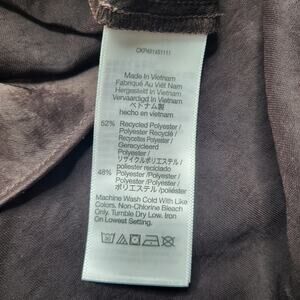 CKP491451111
Made In Vietnam
Fabriqué Au Viêt Nam
Hergestellt in Vietnam
Vervaardigd In Vietnam
ベトナム製
hecho en vietnam
52% Recycled Polyester/
Polyester Recyclé/
Recyceltes Polyester/
Gerecycleerd
Polyester/
リサイクルポリエステル/
poliester reciclado
48% Polyester /Polyester/
Polyester /Polyester/
ポリエステル /poliéster
Machine Wash Cold With Like
Colors. Non-Chlorine Bleach
Only. Tumble Dry Low. Iron
On Lowest Setting.